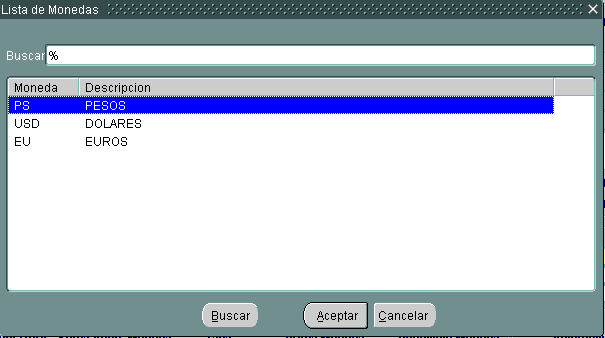 Lista de Monedas
Buscar %
Moneda Descripcion
PS PESOS
USD DOLARES
EU EUROS
Buscar Aceptar Cancelar